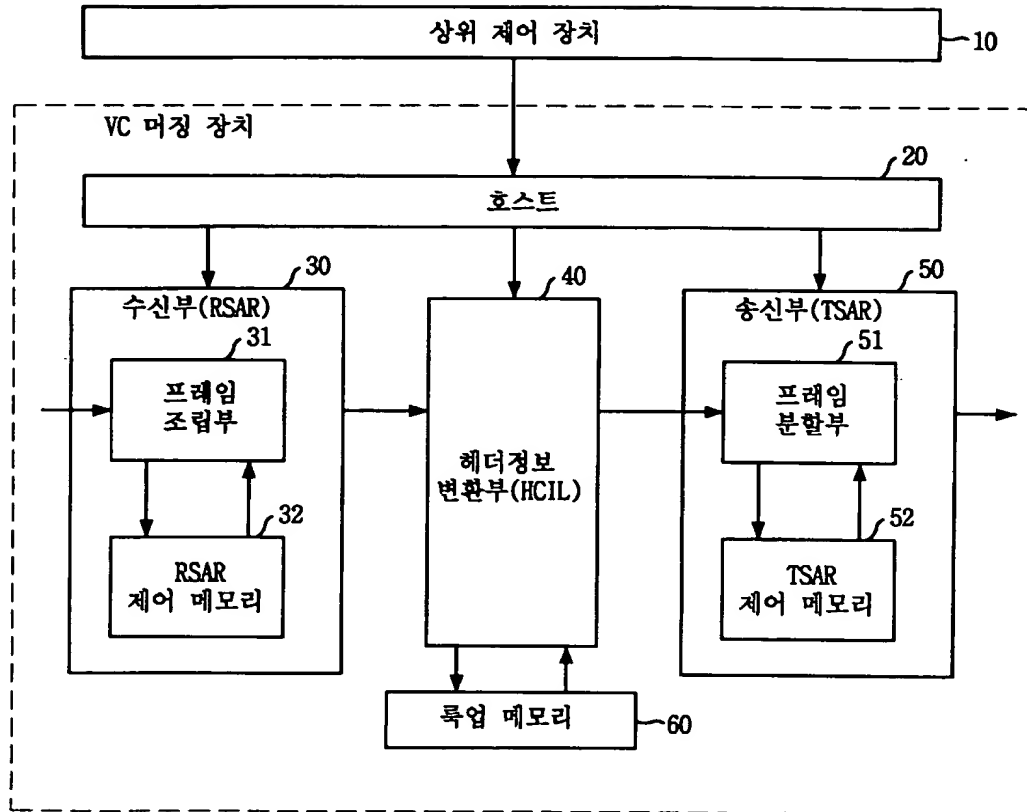 상위 제어 장치
10
VC 머징 장치
20
호스트
30
수신부(RSAR)
31
프레임
조립부
32
RSAR
제어 메모리
40
헤더정보
변환부(HCIL)
50
송신부(TSAR)
51
프레임
분할부
52
TSAR
제어 메모리
룩업 메모리
60